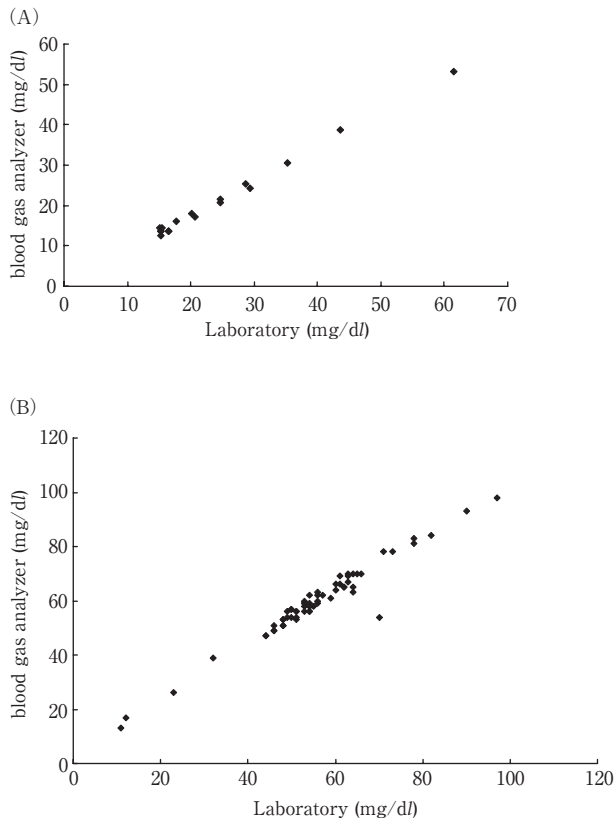 (A)
blood gas analyzer (mg/dl)
60
50
40
30
20
10
0
0 10 20 30 40 50 60 70
Laboratory (mg/dl)
(B)
blood gas analyzer (mg/dl)
120
100
80
60
40
20
0
0 20 40 60 80 100 120
Laboratory (mg/dl)